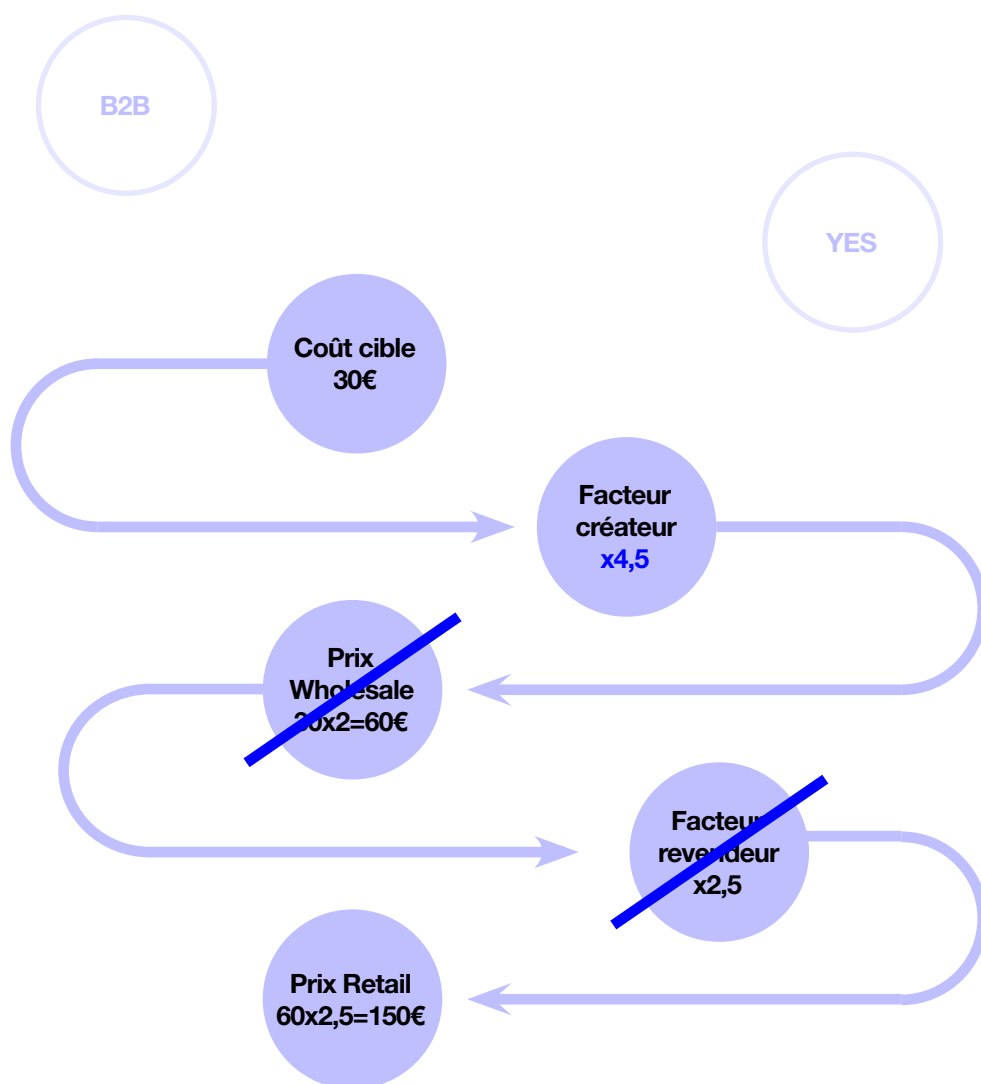 B2B
YES
Coût cible
30€
Facteur
créateur
x4,5
Prix
Wholesale
30x2=60€
Facteur
revendeur
x2,5
Prix Retail
60x2,5=150€